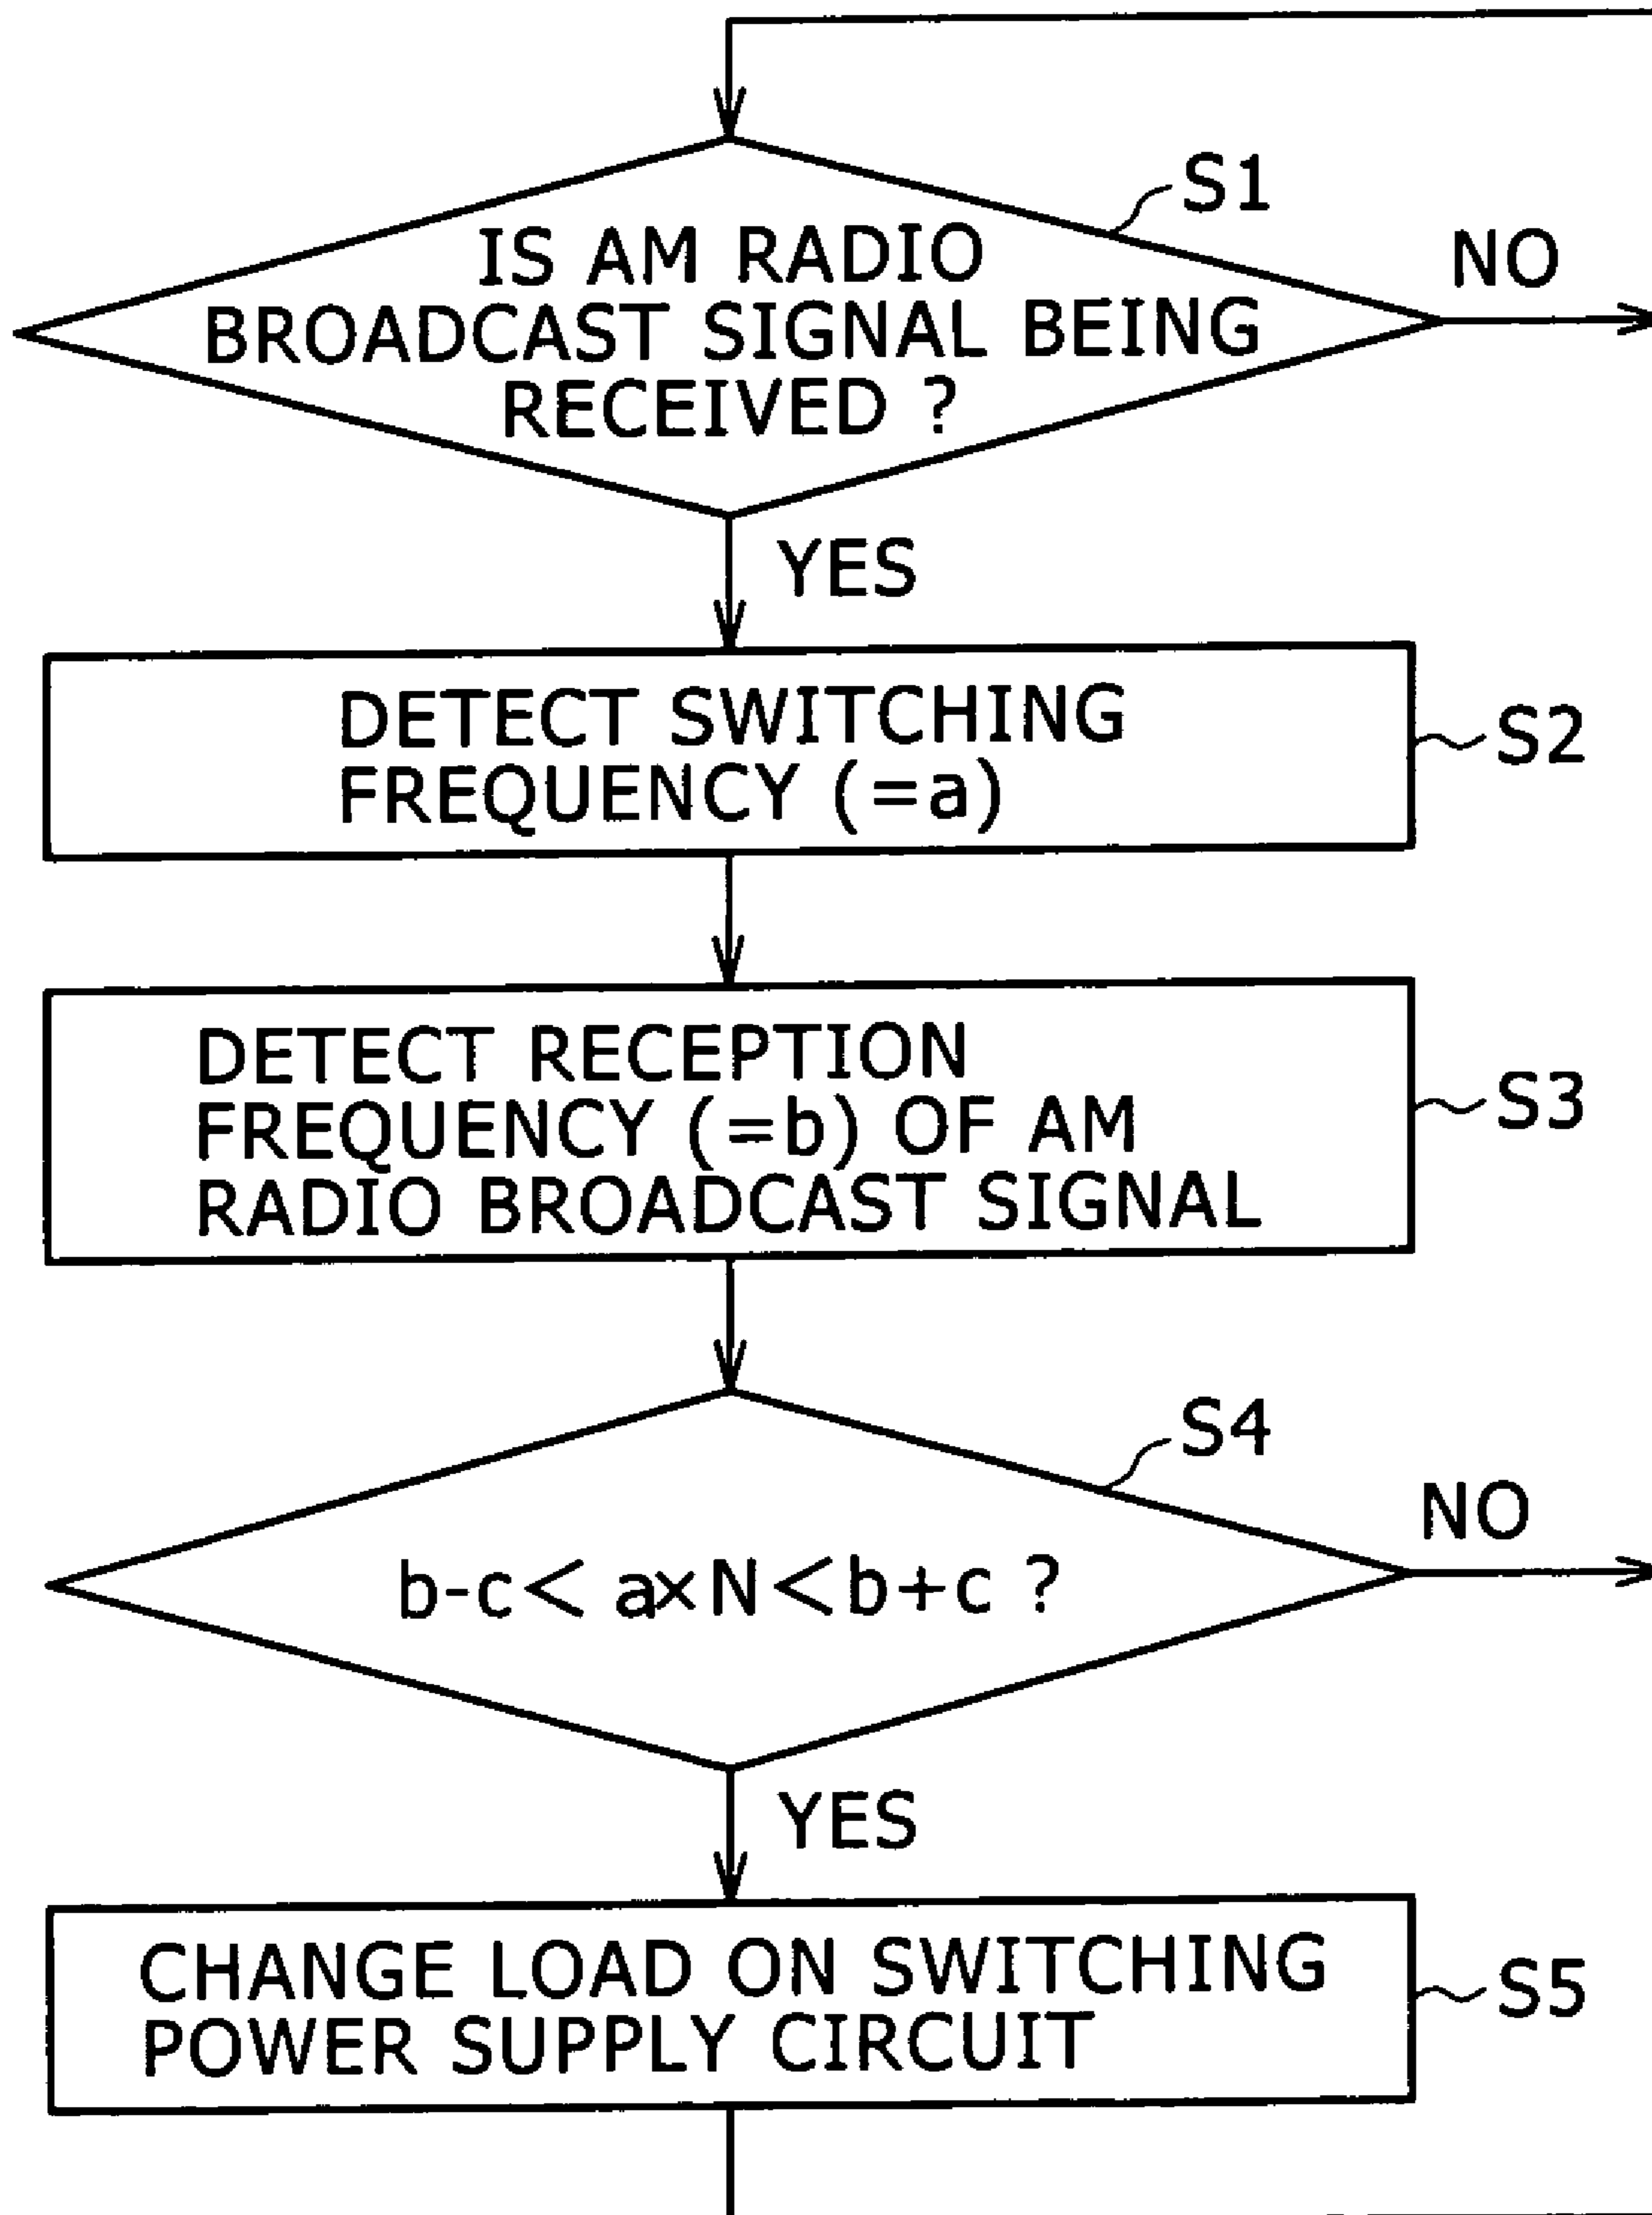 S1
IS AM RADIO
BROADCAST SIGNAL BEING
RECEIVED ?
NO
YES
DETECT SWITCHING
FREQUENCY (=a)
S2
DETECT RECEPTION
FREQUENCY (=b) OF AM
RADIO BROADCAST SIGNAL
S3
S4
b-c< a×N<b+c ?
NO
YES
CHANGE LOAD ON SWITCHING
POWER SUPPLY CIRCUIT
S5